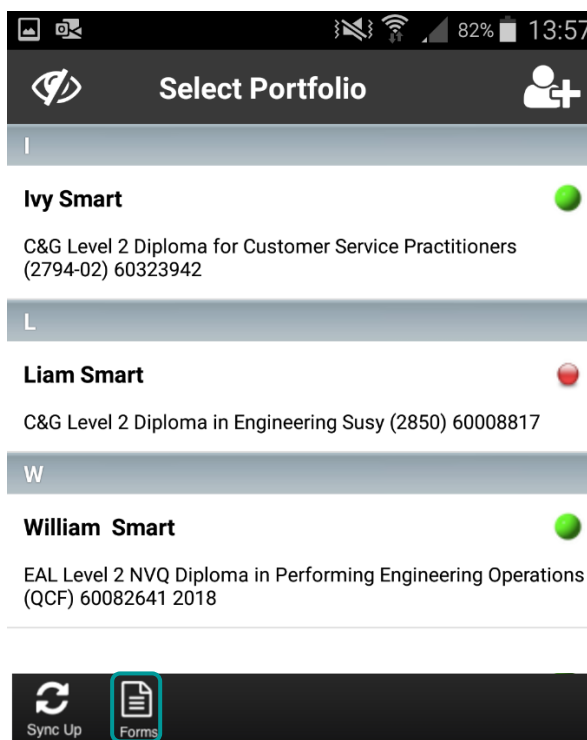 82% 13:57
Select Portfolio
I
Ivy Smart
C&G Level 2 Diploma for Customer Service Practitioners
(2794-02) 60323942
L
Liam Smart
C&G Level 2 Diploma in Engineering Susy (2850) 60008817
W
William Smart
EAL Level 2 NVQ Diploma in Performing Engineering Operations
(QCF) 60082641 2018
Sync Up Forms